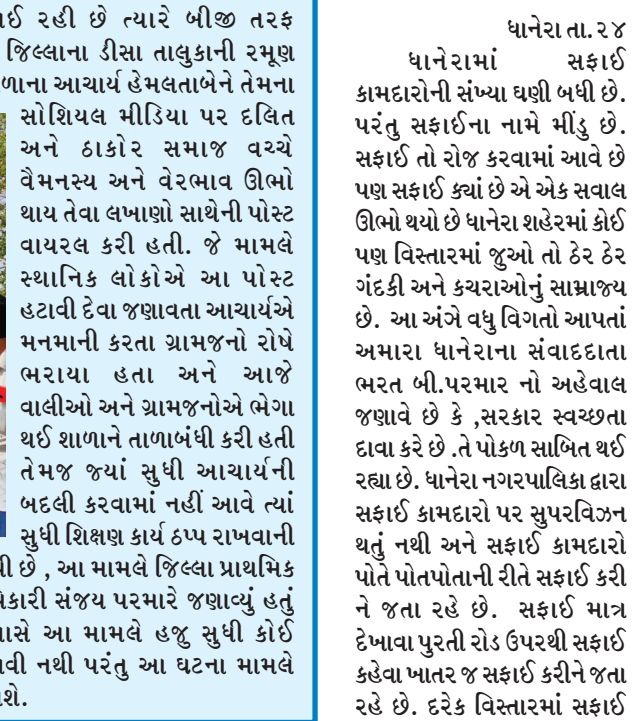 ાઈ રહી છે ત્યારે બીજી તરફ
જિલ્લાના ડીસા તાલુકાની રમૂણ
ળાના આચાર્ય હેમલતાબેને તેમના
સોશિયલ મીડિયા પર દલિત
અને ઠાકોર સમાજ વચ્ચે
વૈમનસ્ય અને વેરભાવ ઊભો
થાય તેવા લખાણો સાથેની પોસ્ટ
વાયરલ કરી હતી. જે મામલે
સ્થાનિક લોકોએ આ પોસ્ટ
હટાવી દેવા જણાવતા આચાર્યએ
મનમાની કરતા ગ્રામજનો રોષે
ભરાયા હતા અને આજે
વાલીઓ અને ગ્રામજનોએ ભેગા
થઈ શાળાને તાળાબંધી કરી હતી
તેમજ જ્યાં સુધી આચાર્યની
બદલી કરવામાં નહીં આવે ત્યાં
સુધી શિક્ષણ કાર્ય ઠપ્પ રાખવાની
ી છે , આ મામલે જિલ્લા પ્રાથમિક
િકારી સંજય પરમારે જણાવ્યું હતું
ાસે આ મામલે હજુ સુધી કોઈ
વી નથી પરંતુ આ ઘટના મામલે
શે.
ધાનેરા તા. ૨૪
ધાનેરામાં સફાઈ
કામદારોની સંખ્યા ઘણી બધી છે.
પરંતુ સફાઈના નામે મીંડુ છે.
સફાઈ તો રોજ કરવામાં આવે છે
પણ સફાઈ ક્યાં છે એ એક સવાલ
ઊભો થયો છે ધાનેરા શહેરમાં કોઈ
પણ વિસ્તારમાં જુઓ તો ઠેર ઠેર
ગંદકી અને કચરાઓનું સામ્રાજ્ય
છે. આ અંગે વધુ વિગતો આપતાં
અમારા ધાનેરાના સંવાદદાતા
ભરત બી.પરમાર નો અહેવાલ
જણાવે છે કે ,સરકાર સ્વચ્છતા
દાવા કરે છે .તે પોકળ સાબિત થઈ
રહ્યા છે. ધાનેરા નગરપાલિકા દ્વારા
સફાઈ કામદારો પર સુપરવિઝન
થતું નથી અને સફાઈ કામદારો
પોતે પોતપોતાની રીતે સફાઈ કરી
ને જતા રહે છે. સફાઈ માત્ર
દેખાવા પુરતી રોડ ઉપરથી સફાઈ
કહેવા ખાતર જ સફાઈ કરીને જતા
રહે છે. દરેક વિસ્તારમાં સફાઈ